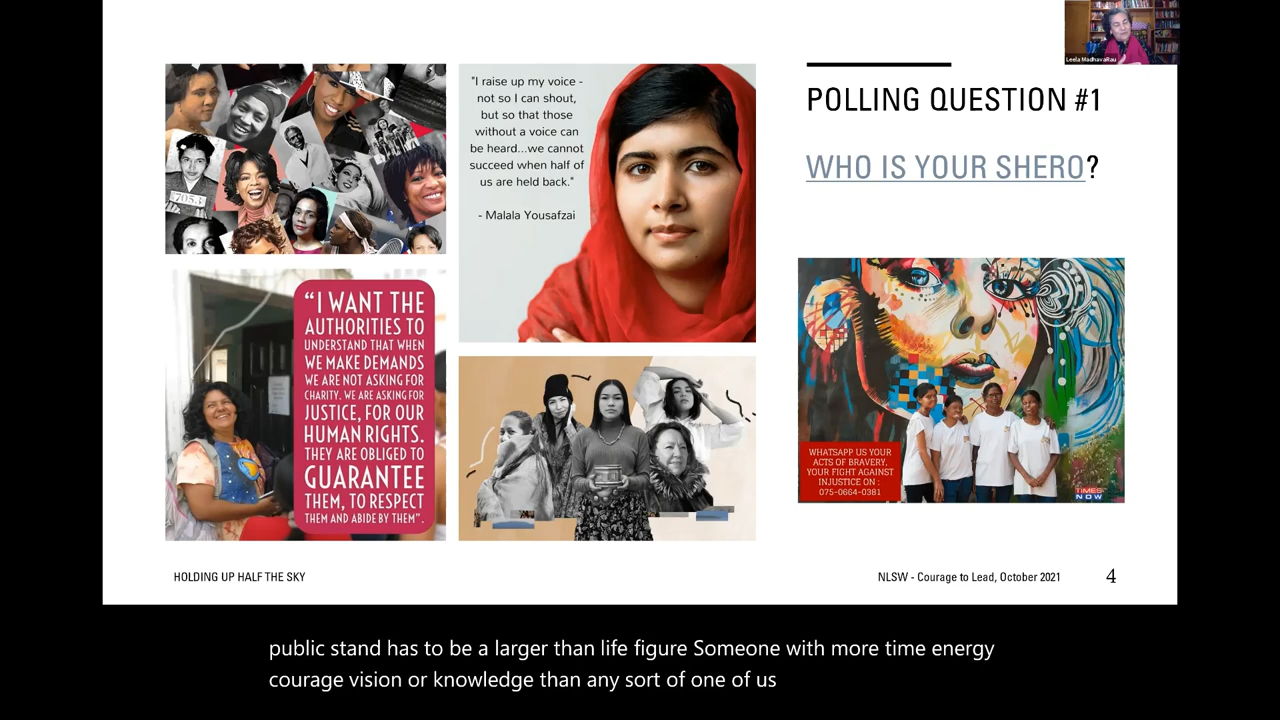 Leela MadhavaRau
7053
"I raise up my voice -
not so I can shout,
but so that those
without a voice can
be heard...we cannot
succeed when half of
us are held back."
- Malala Yousafzai
POLLING QUESTION #1
WHO IS YOUR SHERO?
"I WANT THE
AUTHORITIES TO
UNDERSTAND THAT WHEN
WE MAKE DEMANDS
WE ARE NOT ASKING FOR
CHARITY. WE ARE ASKING FOR
JUSTICE, FOR OUR
HUMAN RIGHTS.
THEY ARE OBLIGED TO
GUARANTEE
THEM, TO RESPECT
THEM AND ABIDE BY THEM".
WHATSAPP US YOUR
ACTS OF BRAVERY,
YOUR FIGHT AGAINST
INJUSTICE ON :
075-0664-0381
TIMES
NOW
HOLDING UP HALF THE SKY
NLSW - Courage to Lead, October 2021
4
public stand has to be a larger than life figure Someone with more time energy
courage vision or knowledge than any sort of one of us